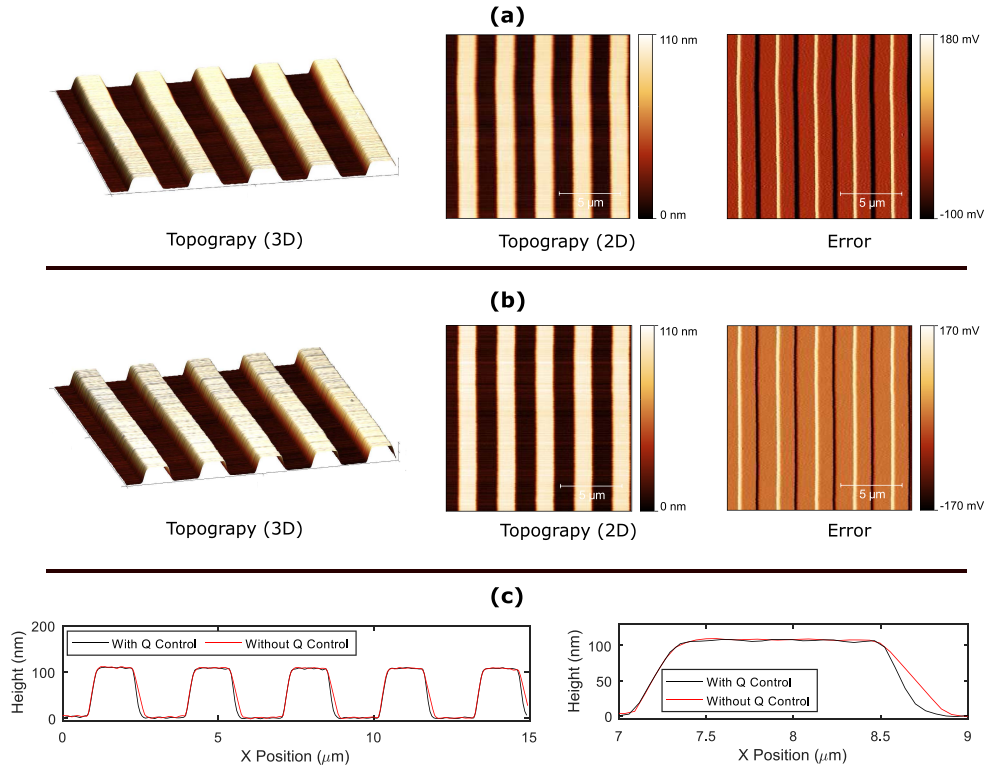 (a)
110 nm
180 mV
5 µm
5 µm
0 nm
-100 mV
Topograpy (3D)
Topograpy (2D)
Error
(b)
110 nm
170 mV
5 µm
5 µm
0 nm
-170 mV
Topograpy (3D)
Topograpy (2D)
Error
(c)
Height (nm)
200
100
0
With Q Control
Without Q Control
0
5
10
15
X Position (µm)
Height (nm)
100
50
0
With Q Control
Without Q Control
7
7.5
8
8.5
9
X Position (µm)